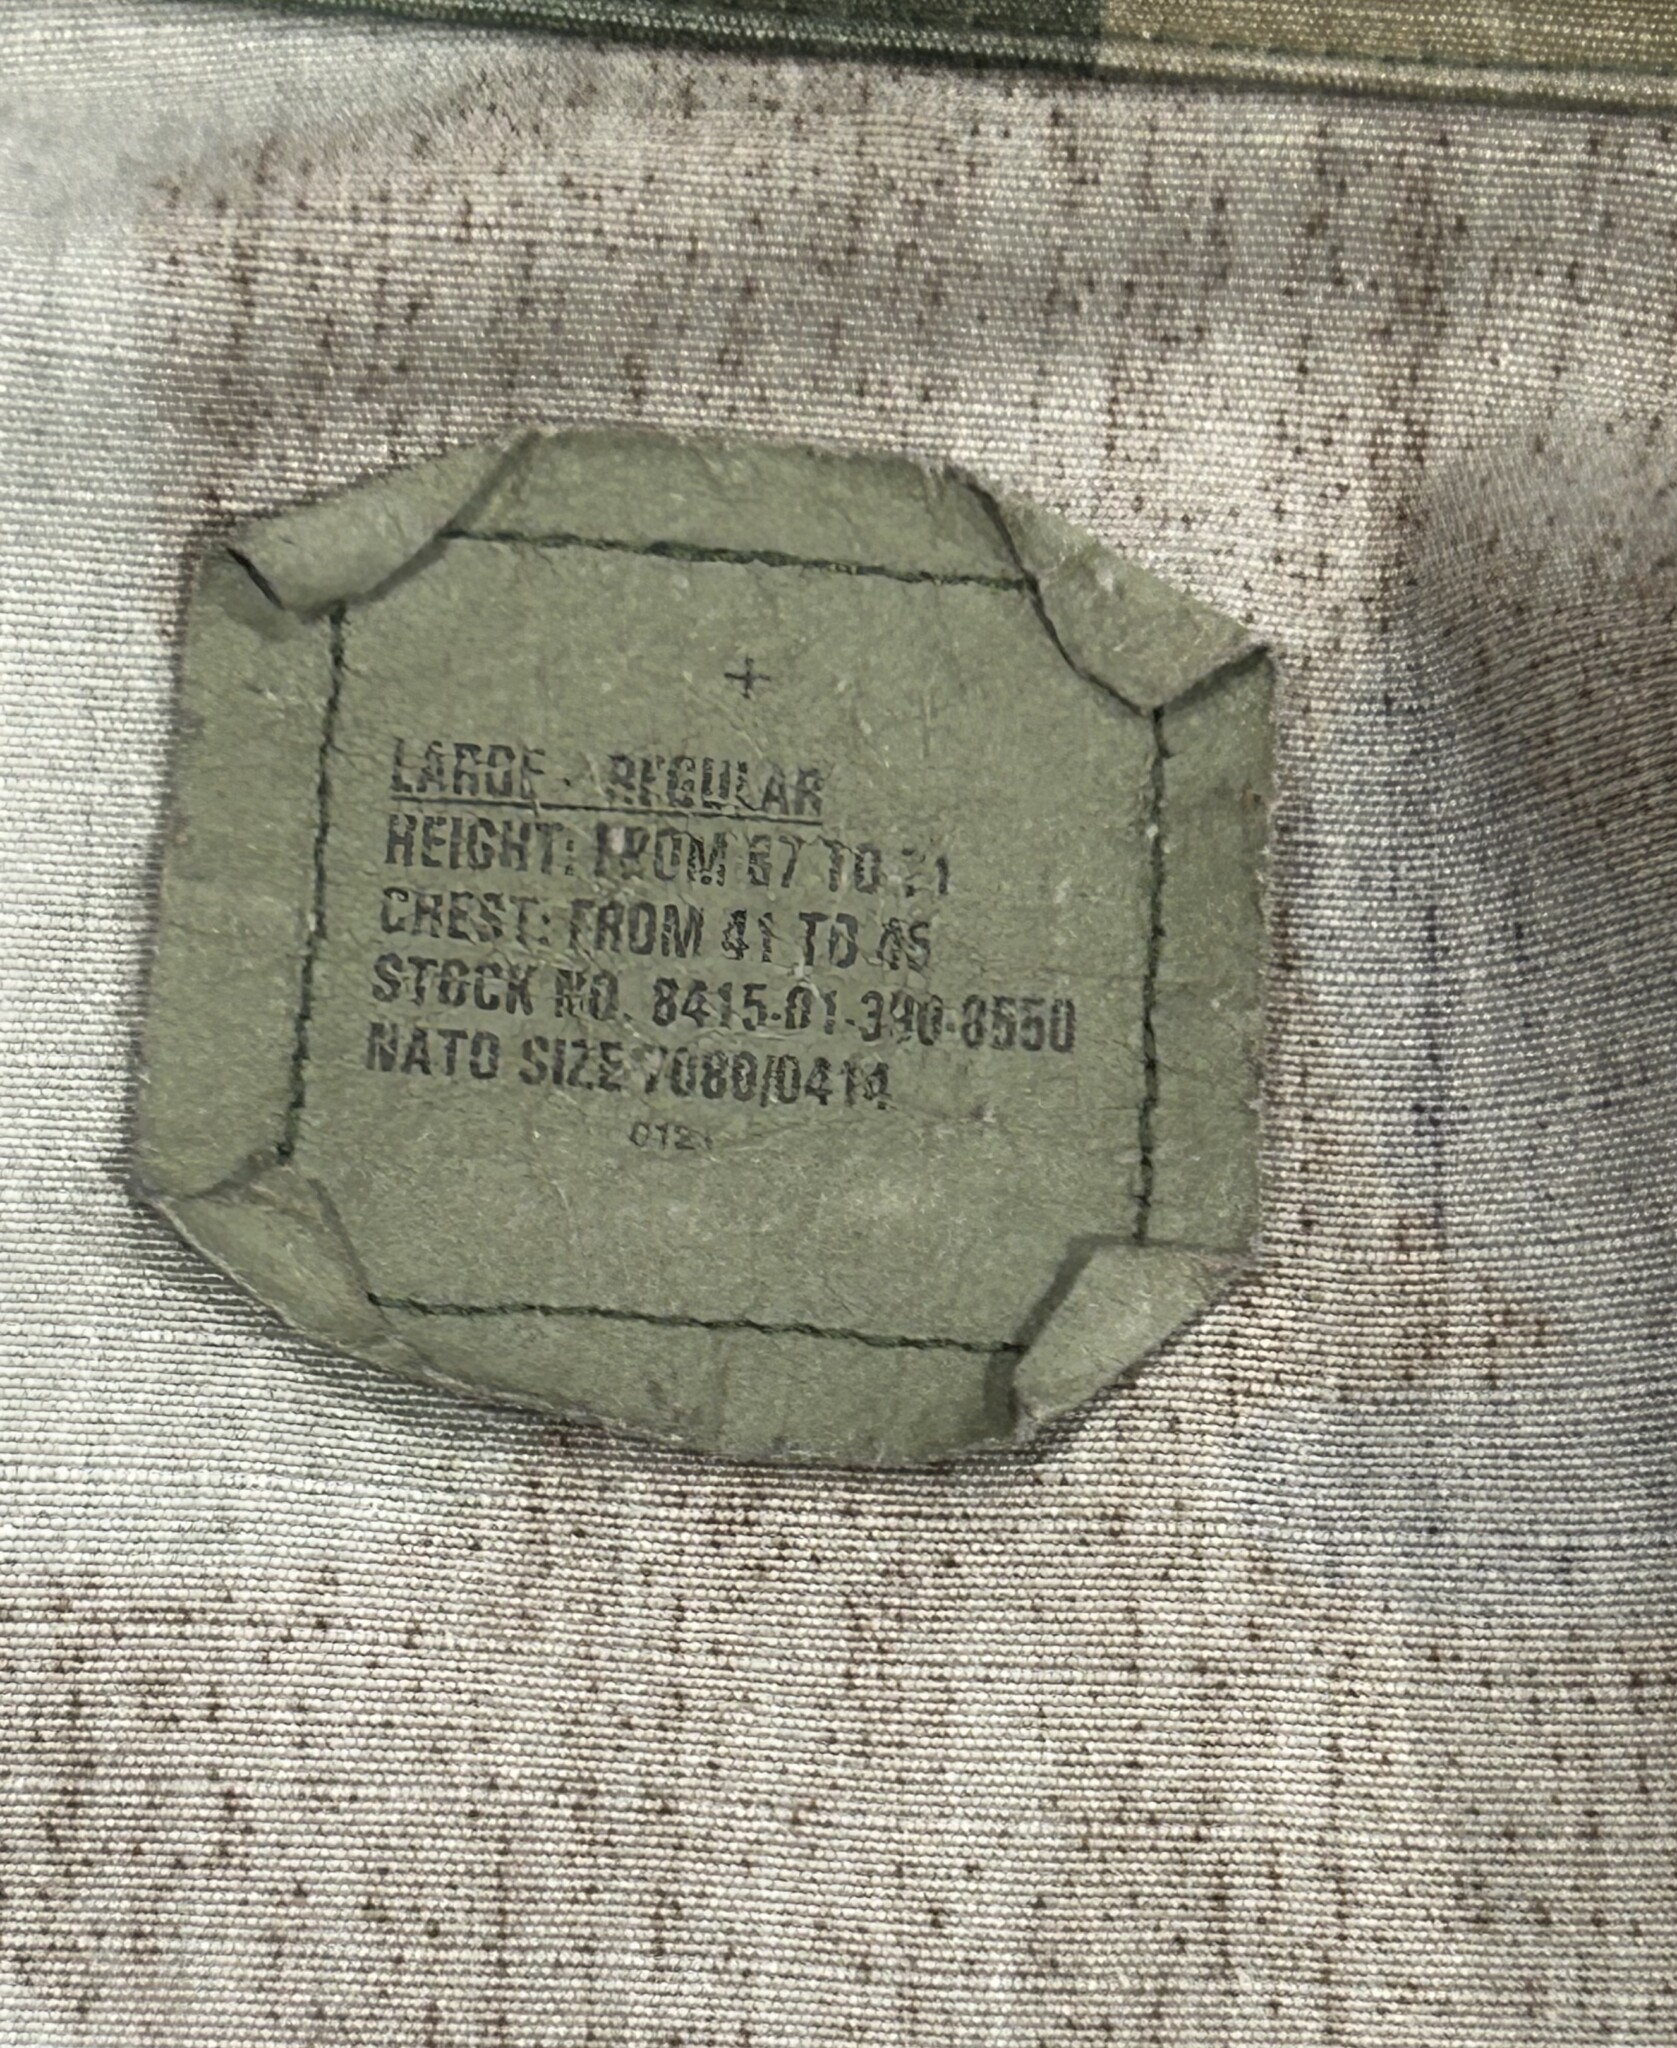 +
LARGE - REGULAR
HEIGHT: FROM 67 TO 71
CHEST: FROM 41 TO 45
STOCK NO. 8415-01-390-8550
NATO SIZE 7080/0414